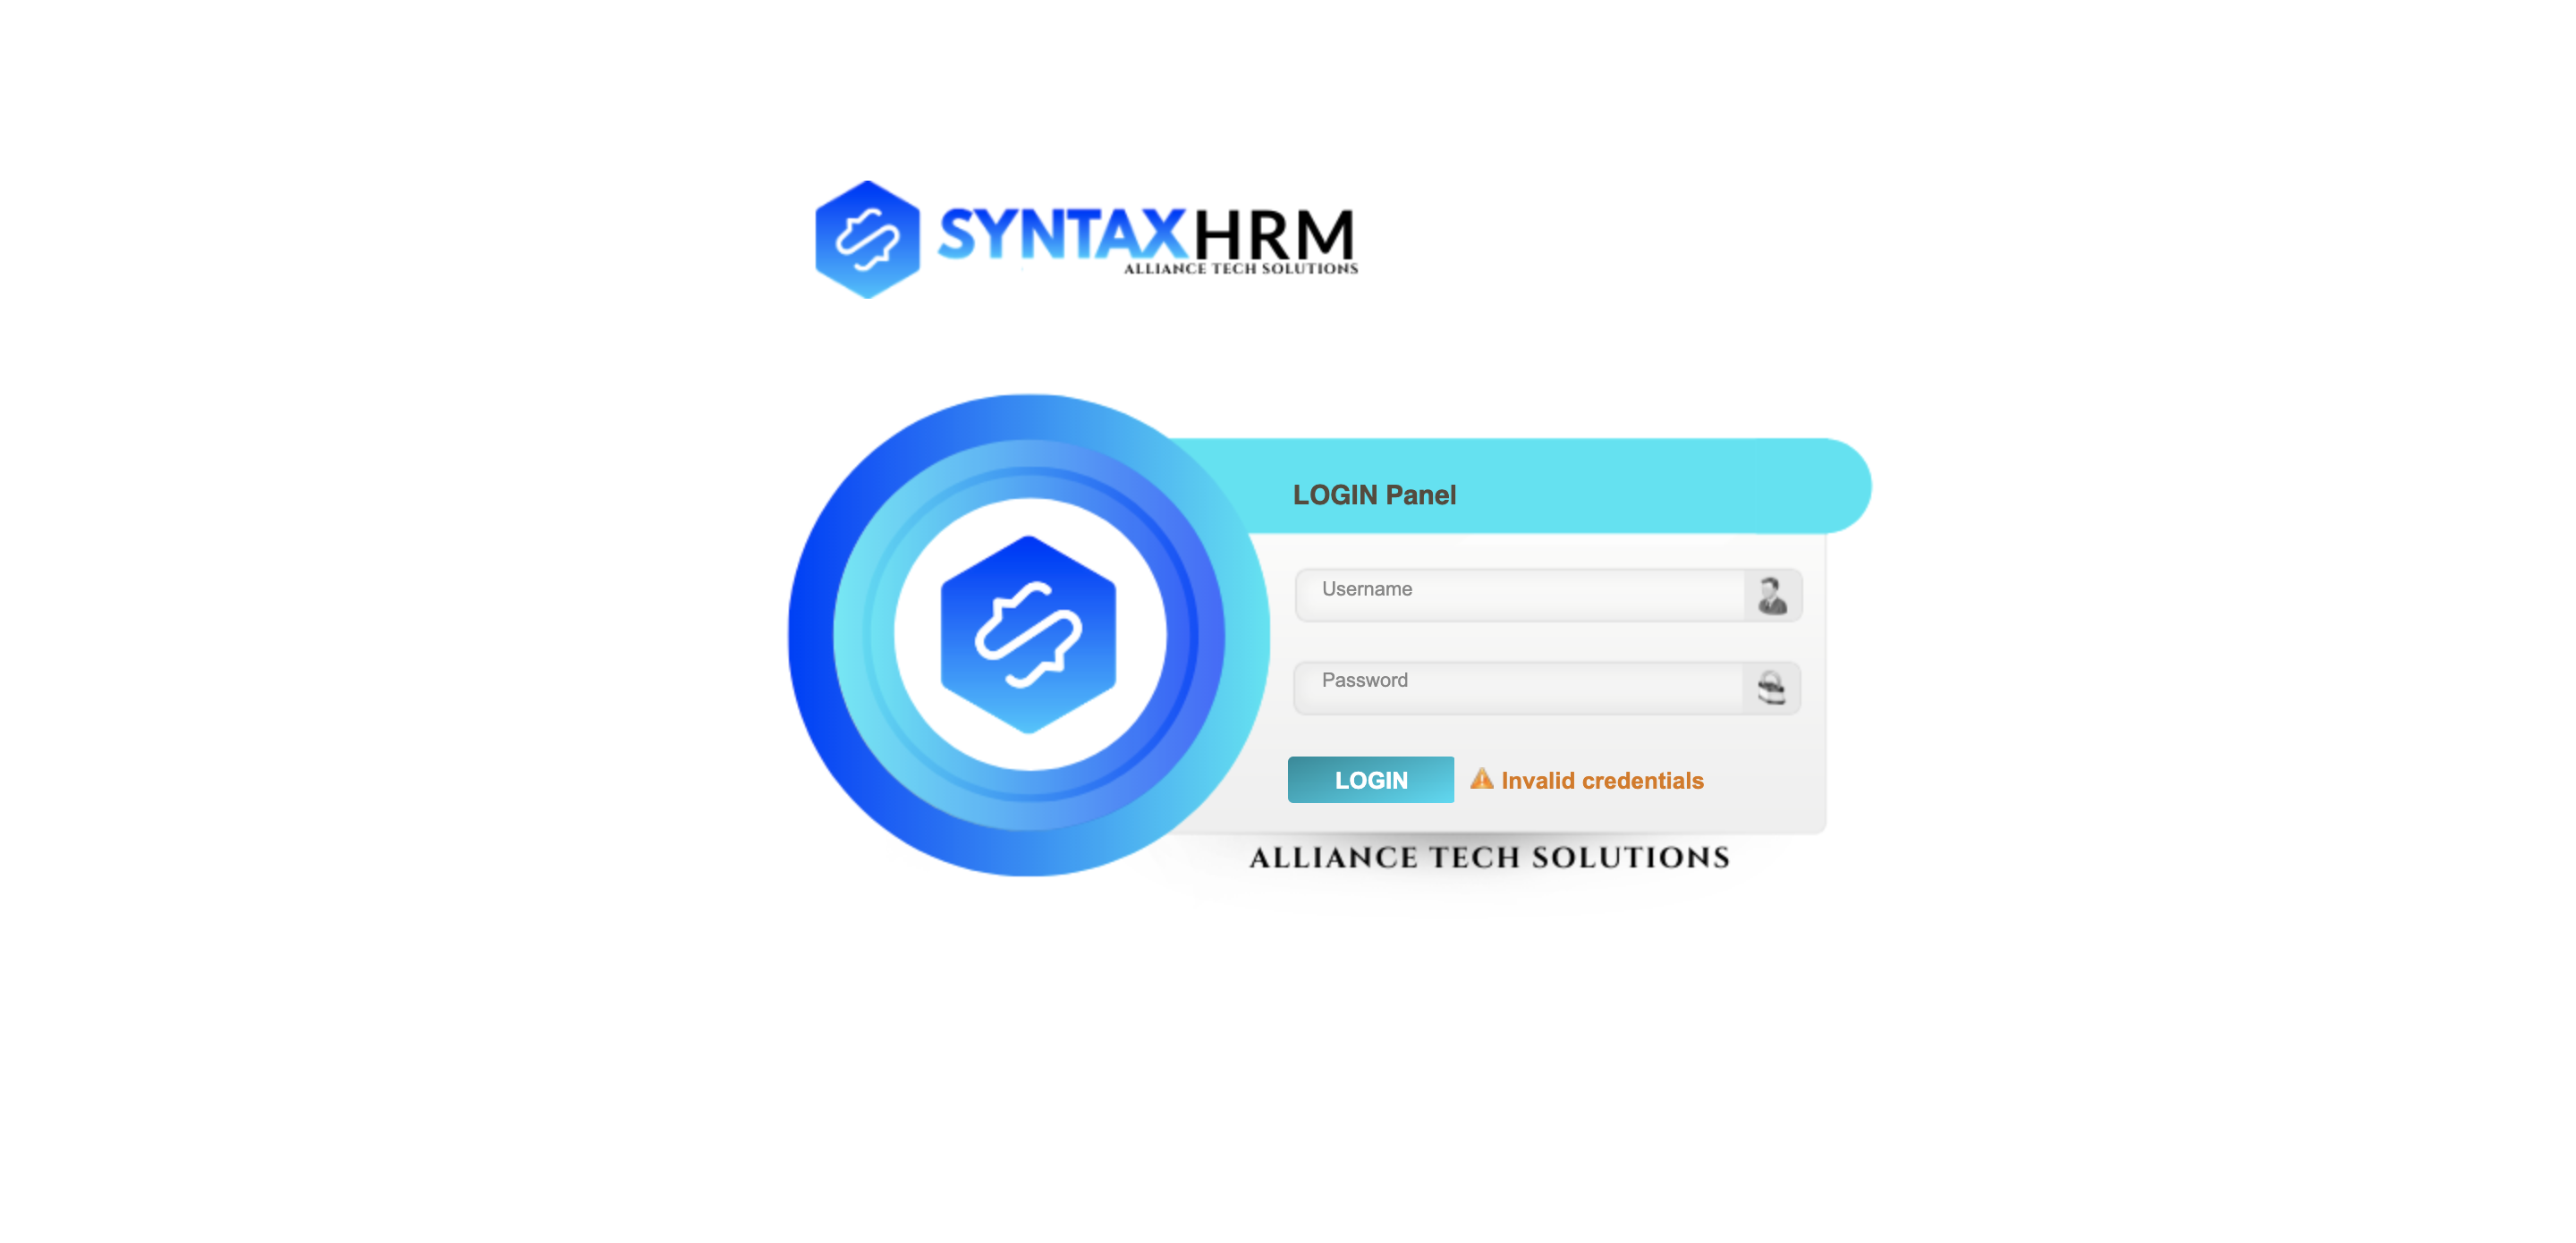 SYNTAXHRM
ALLIANCE TECH SOLUTIONS
LOGIN Panel
Username
Password
LOGIN
Invalid credentials
ALLIANCE TECH SOLUTIONS